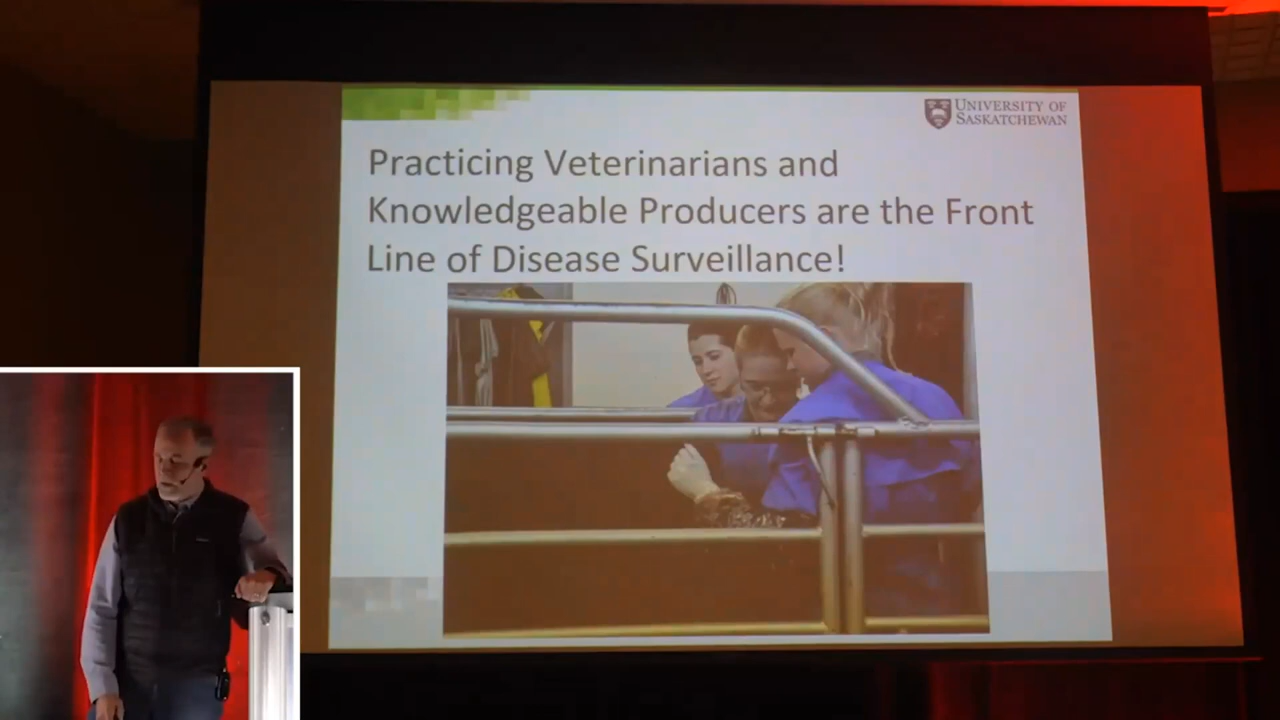 UNIVERSITY OF
SASKATCHEWAN
Practicing Veterinarians and
Knowledgeable Producers are the Front
Line of Disease Surveillance!